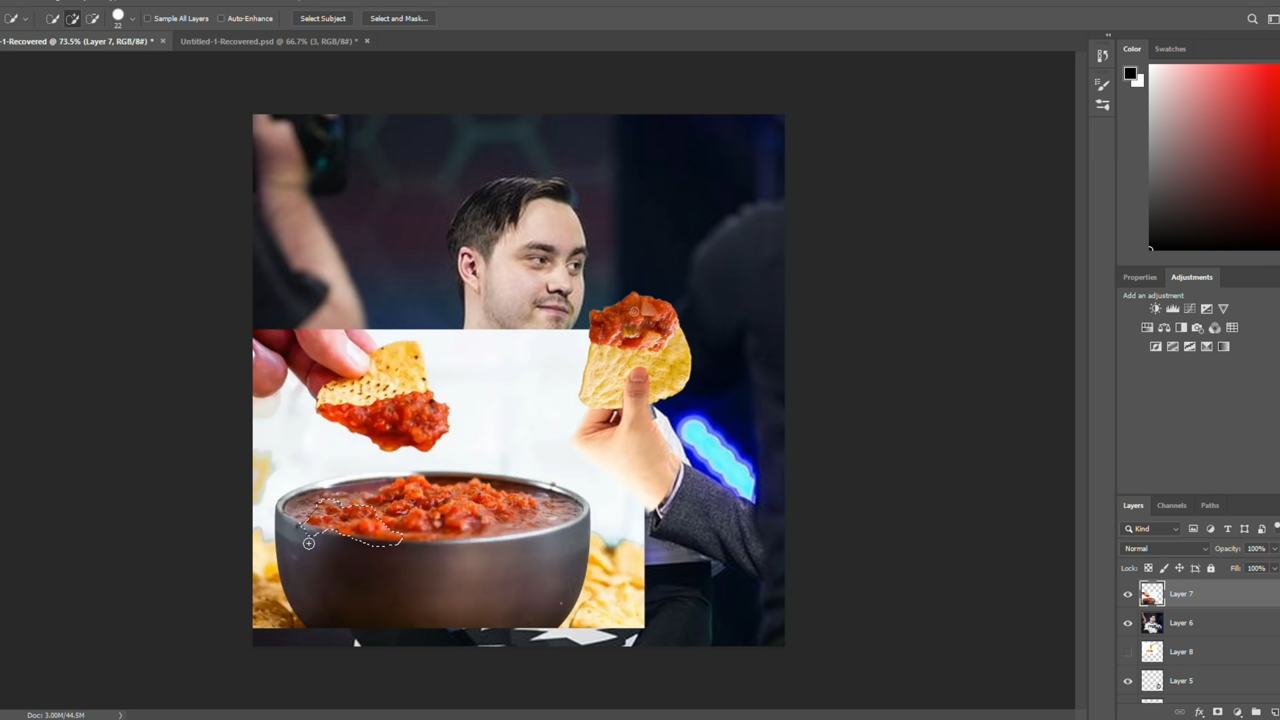 22
Sample All Layers
Auto-Enhance
Select Subject
Select and Mask...
-1-Recovered @ 73.5% (Layer 7, RGB/8#) *
Untitled-1-Recovered.psd @ 66.7% (3, RGB/8#) *
Color
Swatches
Properties
Adjustments
Add an adjustment
Layers
Channels
Paths
Kind
Normal
Opacity: 100%
Lock:
Fill: 100%
Layer 7
Layer 6
Layer 8
Layer 5
fx
Doc: 3.00M/44.5M